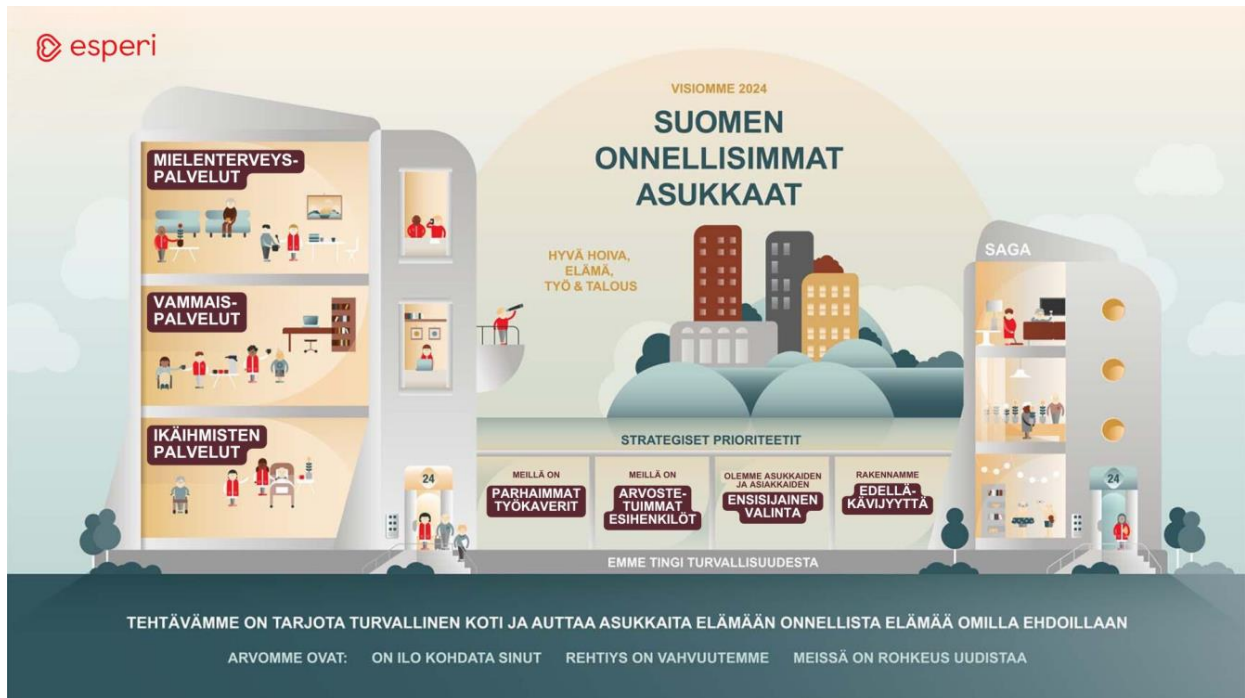 esperi
VISIOMME 2024
SUOMEN
ONNELLISIMMAT
ASUKKAAT
HYVÄ HOIVA,
ELÄMÄ,
TYÖ & TALOUS
MIELENTERVEYS-
PALVELUT
VAMMAIS-
PALVELUT
IKÄIHMISTEN
PALVELUT
24
SAGA
24
STRATEGISET PRIORITEETIT
MEILLÄ ON
PARHAIMMAT
TYÖKAVERIT
MEILLÄ ON
ARVOSTE-
TUIMMAT
ESIHENKILÖT
OLEMME ASUKKAIDEN
JA ASIAKKAIDEN
ENSISIJAINEN
VALINTA
RAKENNAMME
EDELLÄ-
KÄVIJYYTTÄ
EMME TINGI TURVALLISUUDESTA
TEHTÄVÄMME ON TARJOTA TURVALLINEN KOTI JA AUTTAA ASUKKAITA ELÄMÄÄN ONNELLISTA ELÄMÄÄ OMILLA EHDOILLAAN
ARVOMME OVAT: ON ILO KOHDATA SINUT REHTIYS ON VAHVUUTEMME MEISSÄ ON ROHKEUS UUDISTAA